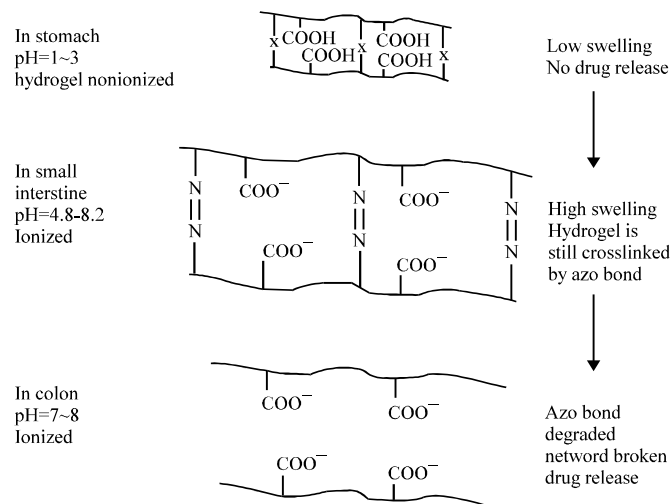 In stomach
pH=1~3
hydrogel nonionized
COOH
COOH
x
x
x
COOH
COOH
Low swelling
No drug release
In small
interstine
pH=4.8-8.2
Ionized
N
N
COO⁻
N
N
COO⁻
N
N
COO⁻
COO⁻
High swelling
Hydrogel is
still crosslinked
by azo bond
In colon
pH=7~8
Ionized
COO⁻
COO⁻
COO⁻
COO⁻
Azo bond
degraded
netword broken
drug release